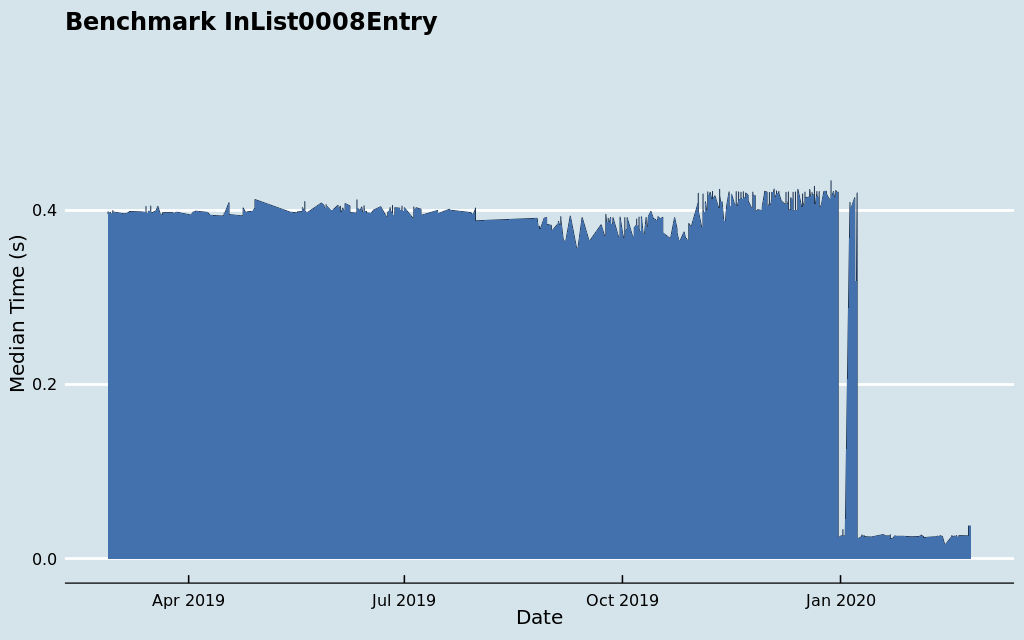 Benchmark InList0008Entry
Median Time (s)
0.4
0.2
0.0
Apr 2019
Jul 2019
Oct 2019
Jan 2020
Date